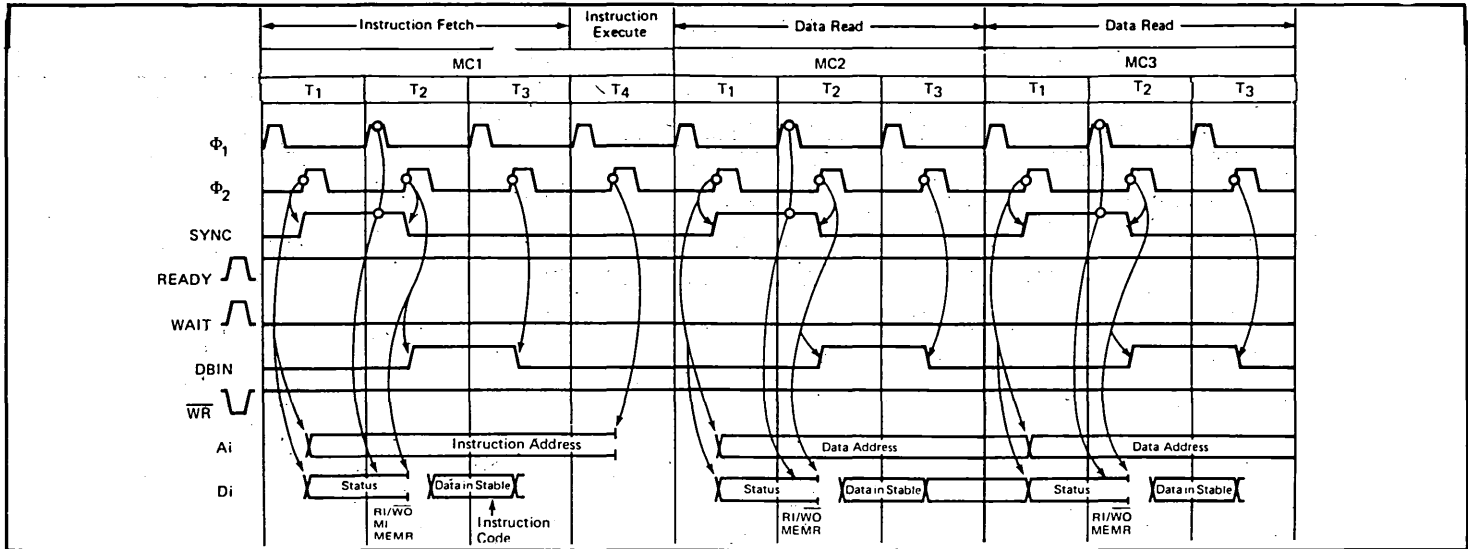 Instruction Fetch Instruction Execute Data Read Data Read
MC1 MC2 MC3
T1 T2 T3 T4 T1 T2 T3 T1 T2 T3
Φ1
Φ2
SYNC
READY
WAIT
DBIN
WR
Ai Instruction Address Data Address Data Address
Di Status Data in Stable Status Data in Stable Status Data in Stable
RI/WO RI/WO RI/WO
MI Instruction MEMR MEMR
MEMR Code